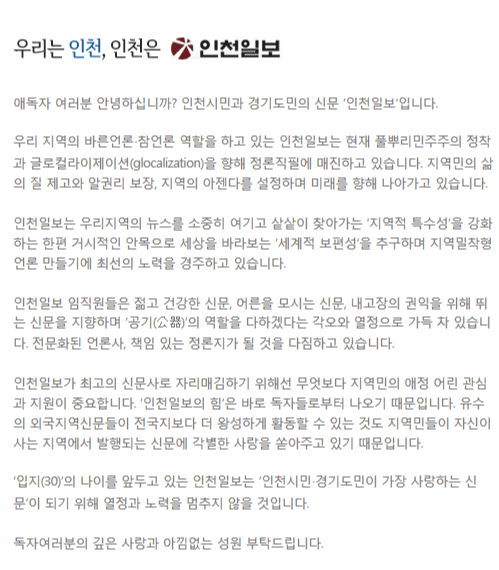 우리는 인천, 인천은 인천일보
애독자 여러분 안녕하십니까? 인천시민과 경기도민의 신문 '인천일보'입니다.
우리 지역의 바른언론·참언론 역할을 하고 있는 인천일보는 현재 풀뿌리민주주의 정착
과 글로컬라이제이션(glocalization)을 향해 정론직필에 매진하고 있습니다. 지역민의 삶
의 질 제고와 알권리 보장, 지역의 아젠다를 설정하며 미래를 향해 나아가고 있습니다.
인천일보는 우리지역의 뉴스를 소중히 여기고 샅샅이 찾아가는 '지역적 특수성'을 강화
하는 한편 거시적인 안목으로 세상을 바라보는 '세계적 보편성'을 추구하며 지역밀착형
언론 만들기에 최선의 노력을 경주하고 있습니다.
인천일보 임직원들은 젊고 건강한 신문, 어른을 모시는 신문, 내고장의 권익을 위해 뛰
는 신문을 지향하며 '공기(公器)'의 역할을 다하겠다는 각오와 열정으로 가득 차 있습니
다. 전문화된 언론사, 책임 있는 정론지가 될 것을 다짐하고 있습니다.
인천일보가 최고의 신문사로 자리매김하기 위해선 무엇보다 지역민의 애정 어린 관심
과 지원이 중요합니다. '인천일보의 힘'은 바로 독자들로부터 나오기 때문입니다. 유수
의 외국지역신문들이 전국지보다 더 왕성하게 활동할 수 있는 것도 지역민들이 자신이
사는 지역에서 발행되는 신문에 각별한 사랑을 쏟아주고 있기 때문입니다.
'입지(30)'의 나이를 앞두고 있는 인천일보는 '인천시민·경기도민이 가장 사랑하는 신
문'이 되기 위해 열정과 노력을 멈추지 않을 것입니다.
독자여러분의 깊은 사랑과 아낌없는 성원 부탁드립니다.